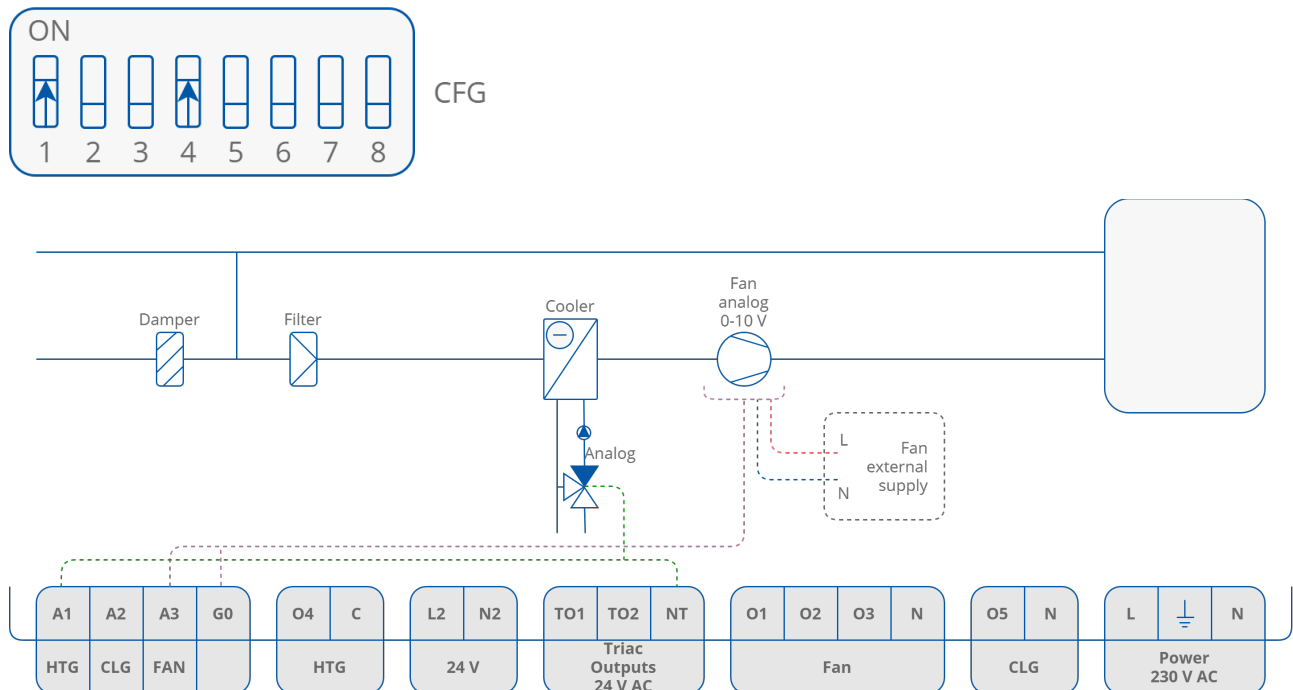 ON
CFG
1 2 3 4 5 6 7 8
Fan
analog
0-10 V
Cooler
Damper
Filter
L
Fan
external
supply
N
Analog
A1 A2 A3 G0 O4 C L2 N2 TO1 TO2 NT O1 O2 O3 N O5 N L N
HTG CLG FAN HTG 24 V
Triac
Outputs
24 V AC
Fan
CLG
Power
230 V AC